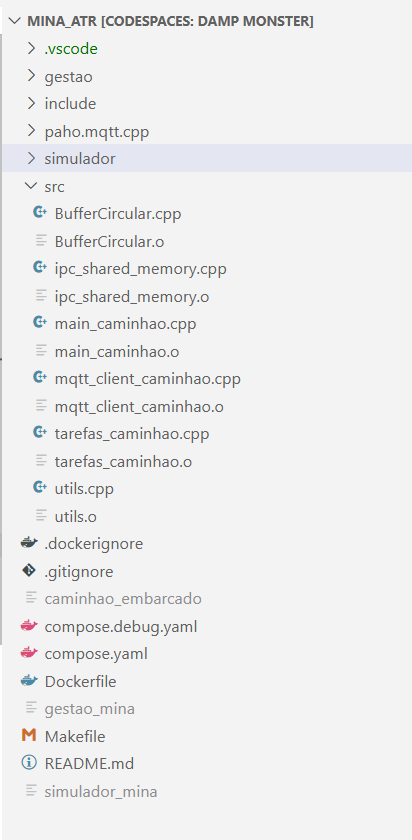 MINA_ATR [CODESPACES: DAMP MONSTER]
.vscode
gestao
include
paho.mqtt.cpp
simulador
src
BufferCircular.cpp
BufferCircular.o
ipc_shared_memory.cpp
ipc_shared_memory.o
main_caminhao.cpp
main_caminhao.o
mqtt_client_caminhao.cpp
mqtt_client_caminhao.o
tarefas_caminhao.cpp
tarefas_caminhao.o
utils.cpp
utils.o
.dockerignore
.gitignore
caminhao_embarcado
compose.debug.yaml
compose.yaml
Dockerfile
gestao_mina
Makefile
README.md
simulador_mina